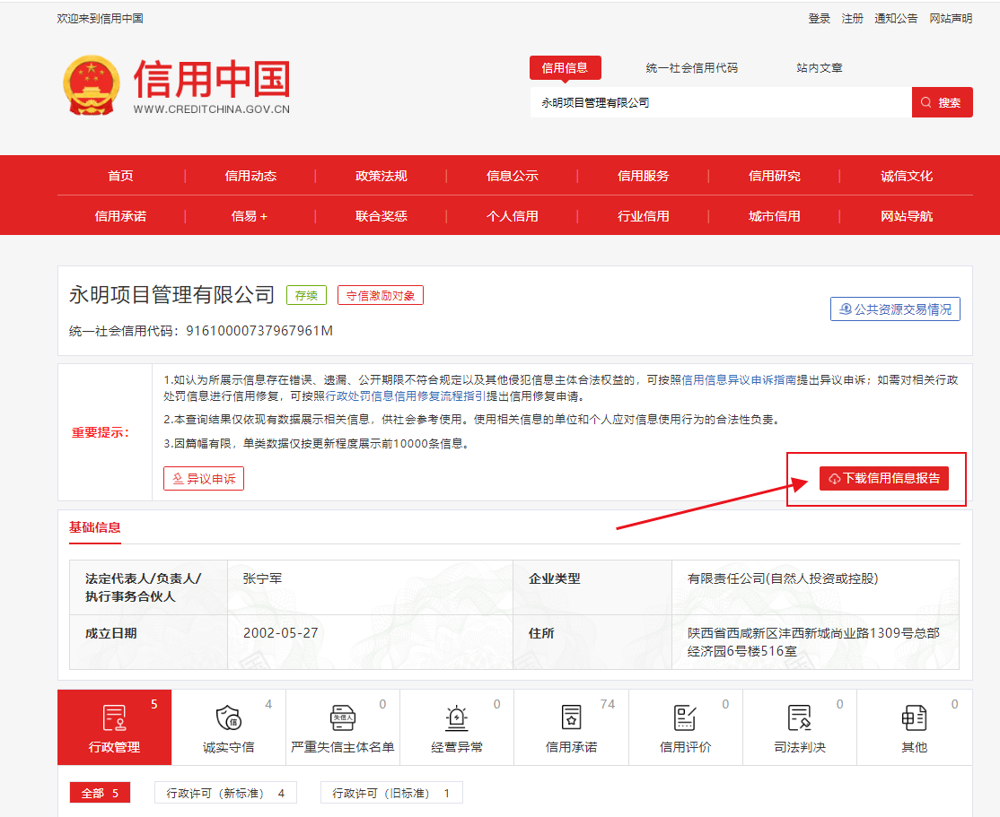 欢迎来到信用中国
登录 注册 通知公告 网站声明
信用中国
WWW.CREDITCHINA.GOV.CN
信用信息 统一社会信用代码 站内文章
永明项目管理有限公司 搜索
首页 信用动态 政策法规 信息公示 信用服务 信用研究 诚信文化
信用承诺 信易+ 联合奖惩 个人信用 行业信用 城市信用 网站导航
永明项目管理有限公司 存续 守信激励对象
公共资源交易情况
统一社会信用代码：91610000737967961M
重要提示：
1.如认为所展示信息存在错误、遗漏、公开期限不符合规定以及其他侵犯信息主体合法权益的，可按照信用信息异议申诉指南提出异议申诉；如需对相关行政
处罚信息进行信用修复，可按照行政处罚信息信用修复流程指引提出信用修复申请。
2.本查询结果仅依现有数据展示相关信息，供社会参考使用。使用相关信息的单位和个人应对信息使用行为的合法性负责。
3.因篇幅有限，单类数据仅按更新程度展示前10000条信息。
异议申诉 下载信用信息报告
基础信息
法定代表人/负责人/
执行事务合伙人
张宁军
企业类型
有限责任公司(自然人投资或控股)
成立日期
2002-05-27
住所
陕西省西咸新区沣西新城尚业路1309号总部
经济园6号楼516室
5 4 0 0 74 0 0 0
信 失信人
行政管理 诚实守信 严重失信主体名单 经营异常 信用承诺 信用评价 司法判决 其他
全部 5 行政许可（新标准） 4 行政许可（旧标准） 1